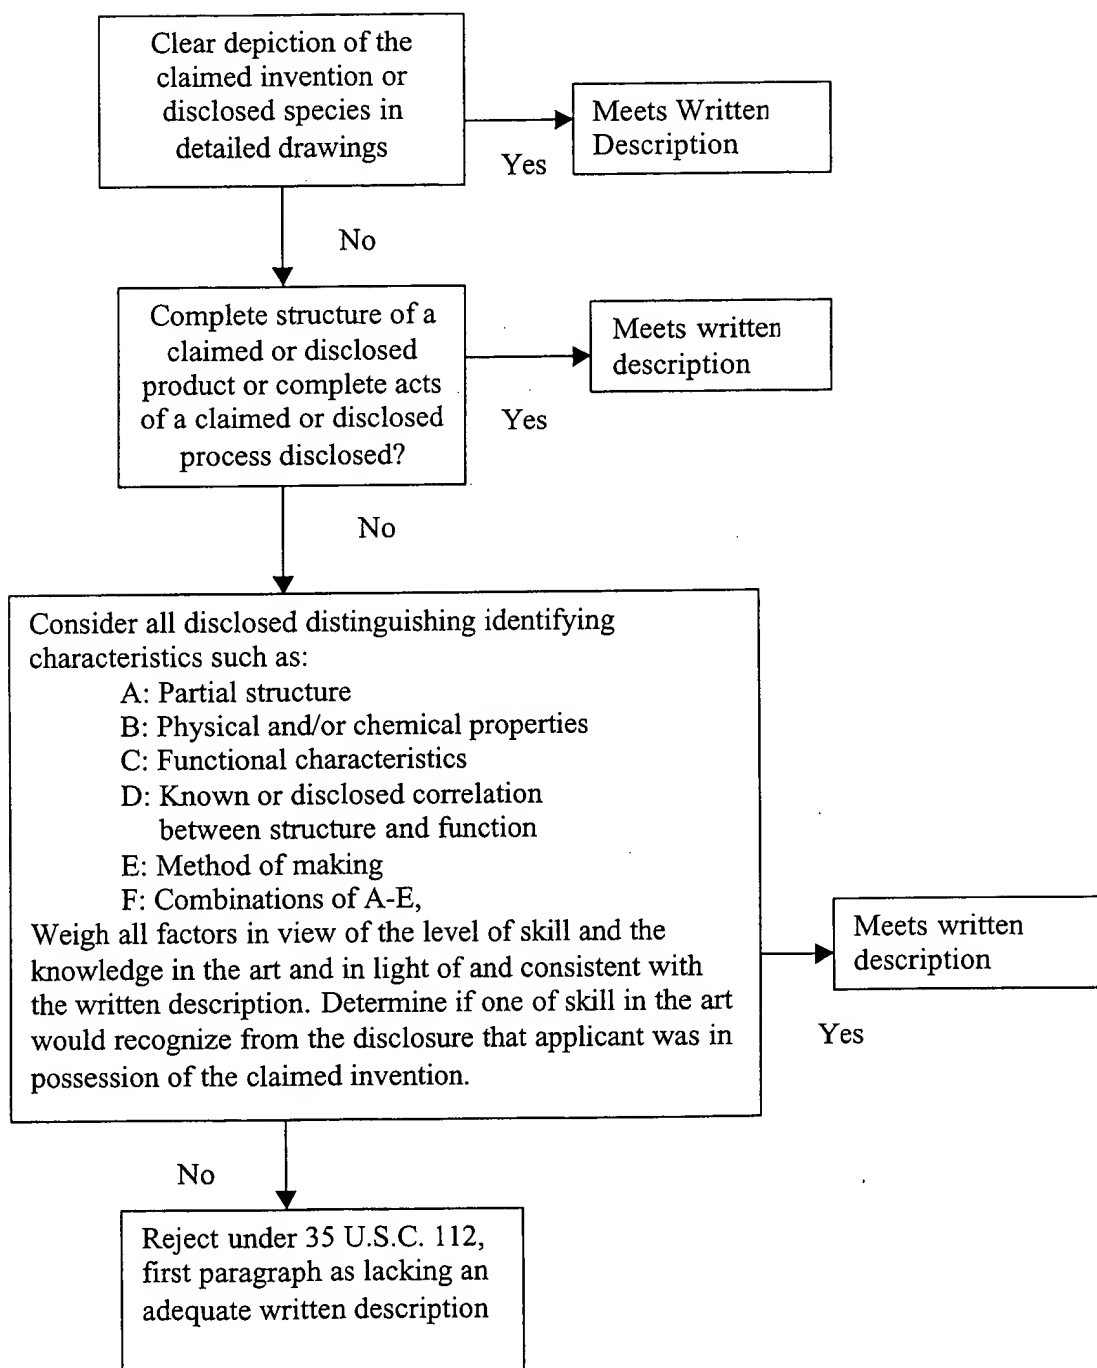 Clear depiction of the
claimed invention or
disclosed species in
detailed drawings
Meets Written
Description
Yes
No
Complete structure of a
claimed or disclosed
product or complete acts
of a claimed or disclosed
process disclosed?
Meets written
description
Yes
No
Consider all disclosed distinguishing identifying
characteristics such as:
A: Partial structure
B: Physical and/or chemical properties
C: Functional characteristics
D: Known or disclosed correlation
between structure and function
E: Method of making
F: Combinations of A-E,
Weigh all factors in view of the level of skill and the
knowledge in the art and in light of and consistent with
the written description. Determine if one of skill in the art
would recognize from the disclosure that applicant was in
possession of the claimed invention.
Meets written
description
Yes
No
Reject under 35 U.S.C. 112,
first paragraph as lacking an
adequate written description